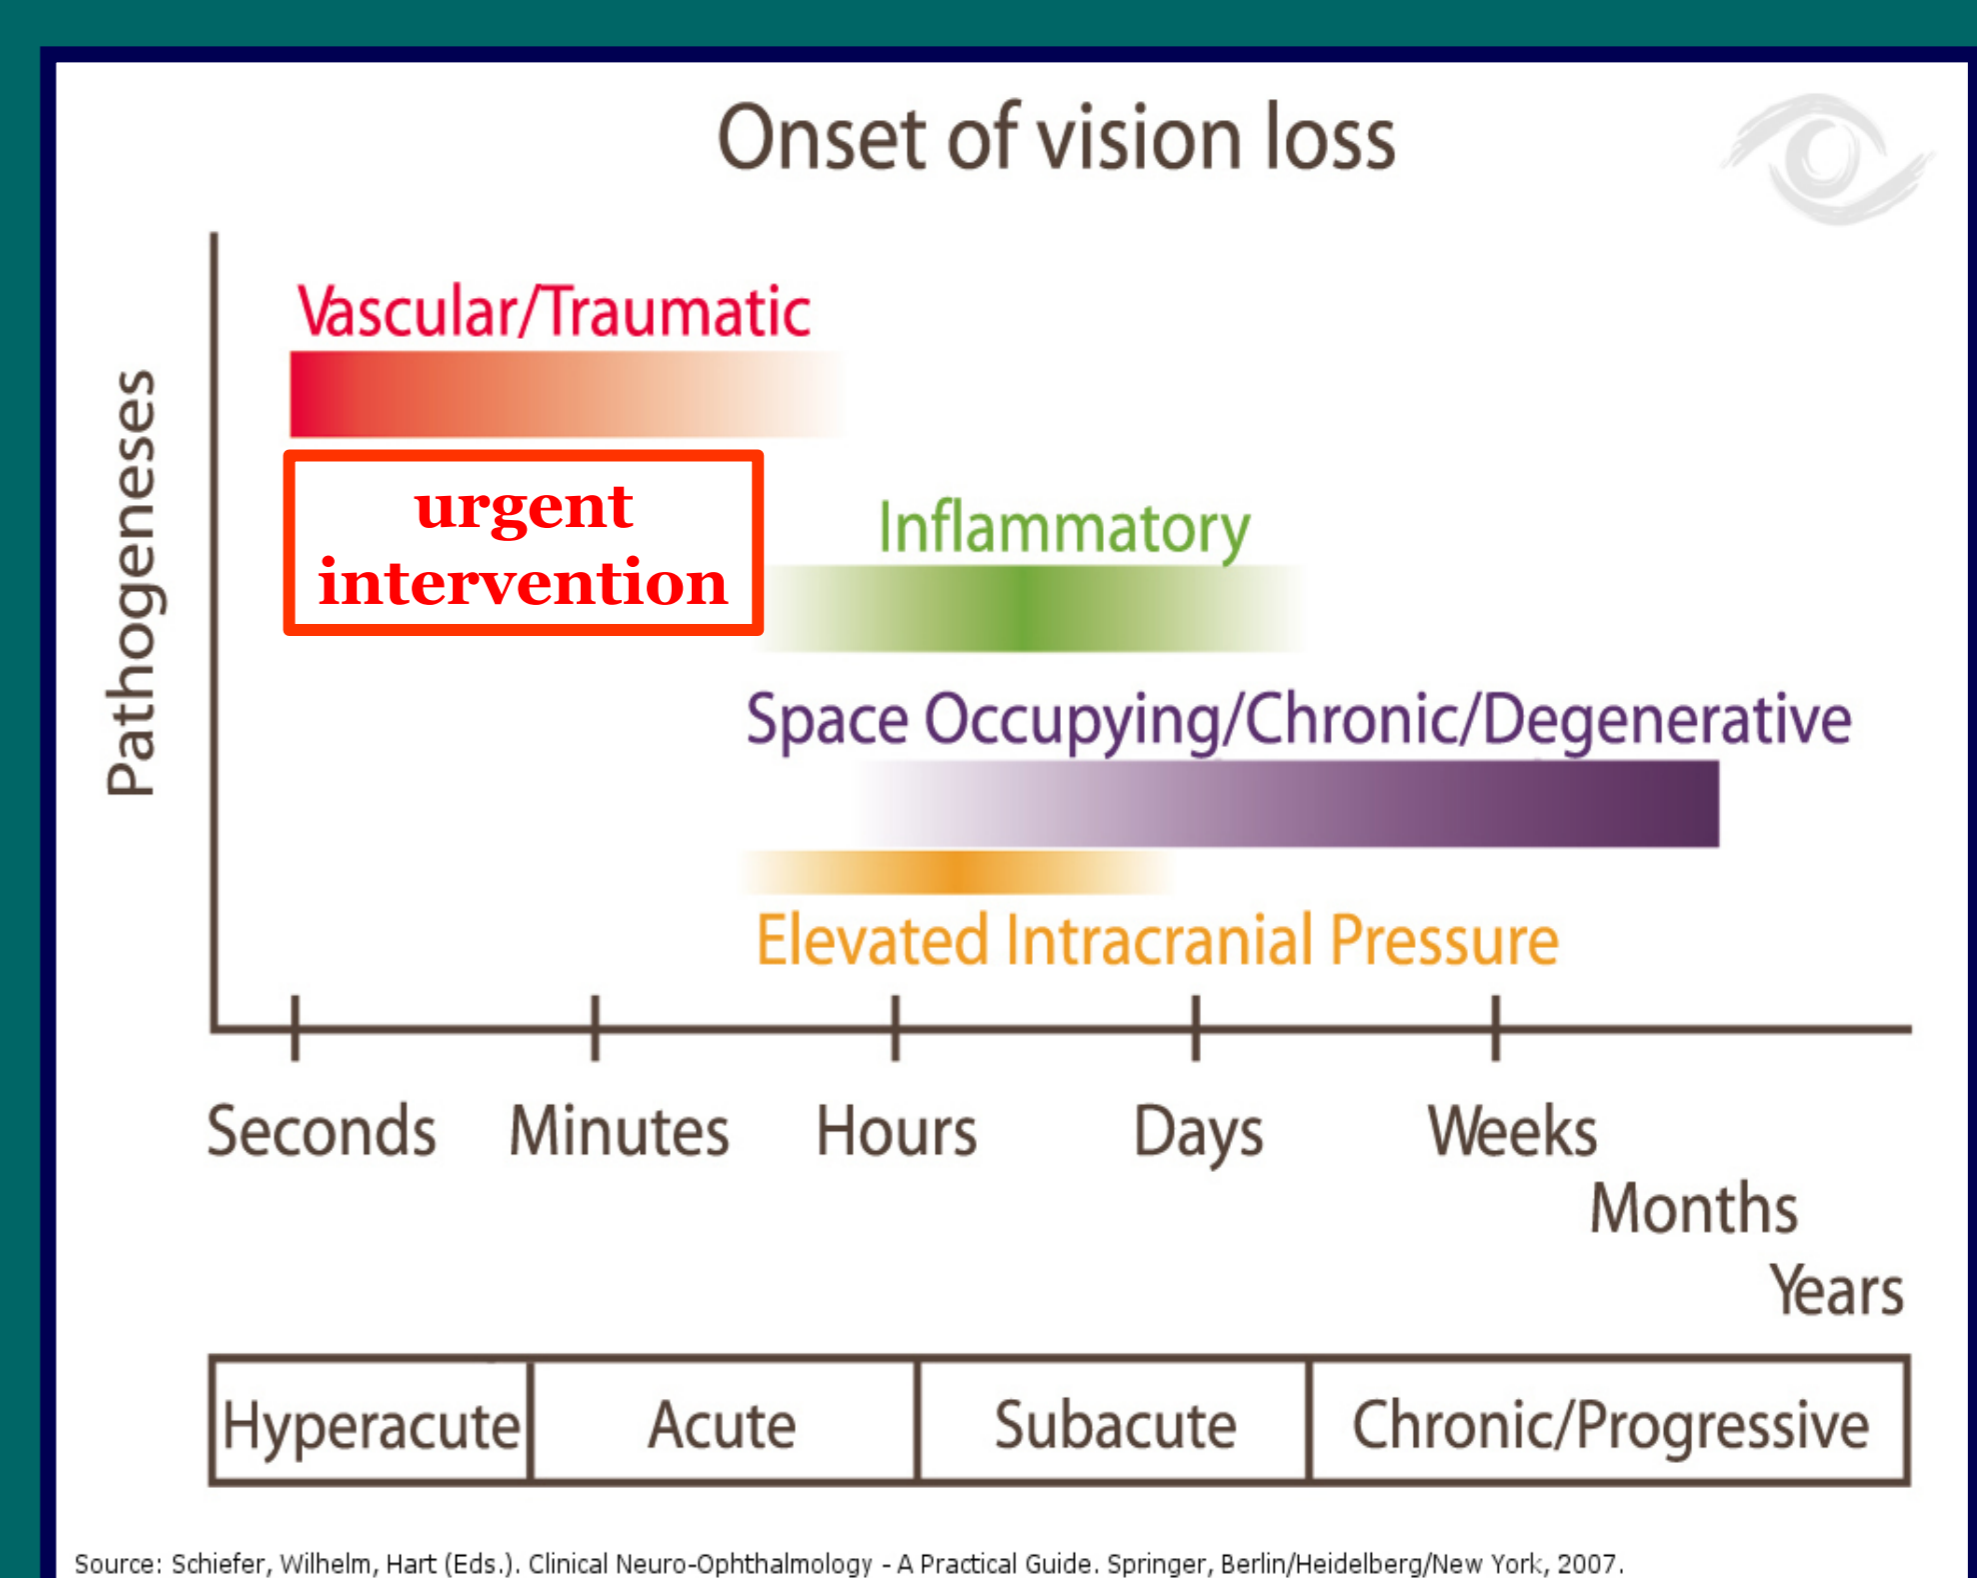 Onset of vision loss
Pathogeneses
Vascular/Traumatic
urgent
intervention
Inflammatory
Space Occupying/Chronic/Degenerative
Elevated Intracranial Pressure
Seconds Minutes Hours Days Weeks
Months
Years
Hyperacute Acute Subacute Chronic/Progressive
Source: Schiefer, Wilhelm, Hart (Eds.). Clinical Neuro-Ophthalmology - A Practical Guide. Springer, Berlin/Heidelberg/New York, 2007.